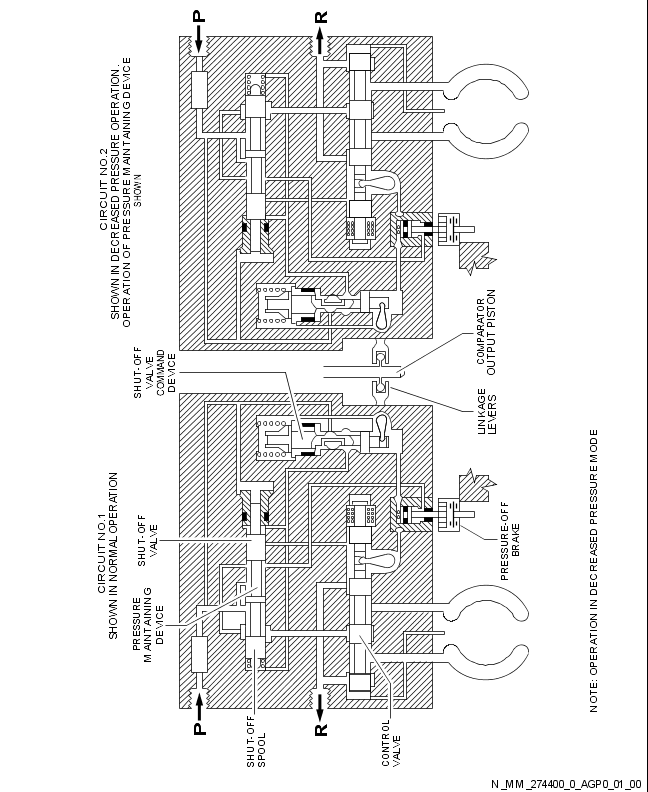 CIRCUIT NO.1
SHOWN IN NORMAL OPERATION
CIRCUIT NO.2
SHOWN IN DECREASED PRESSURE OPERATION.
OPERATION OF PRESSURE MAINTAINING DEVICE
SHOWN
P
R
P
R
SHUT-OFF
SPOOL
PRESSURE
MAINTAINING
DEVICE
SHUT-OFF
VALVE
SHUT-OFF
VALVE
COMMAND
DEVICE
CONTROL
VALVE
PRESSURE-OFF
BRAKE
LINKAGE
LEVERS
COMPARATOR
OUTPUT PISTON
NOTE: OPERATION IN DECREASED PRESSURE MODE
N_MM_274400_0_AGP0_01_00